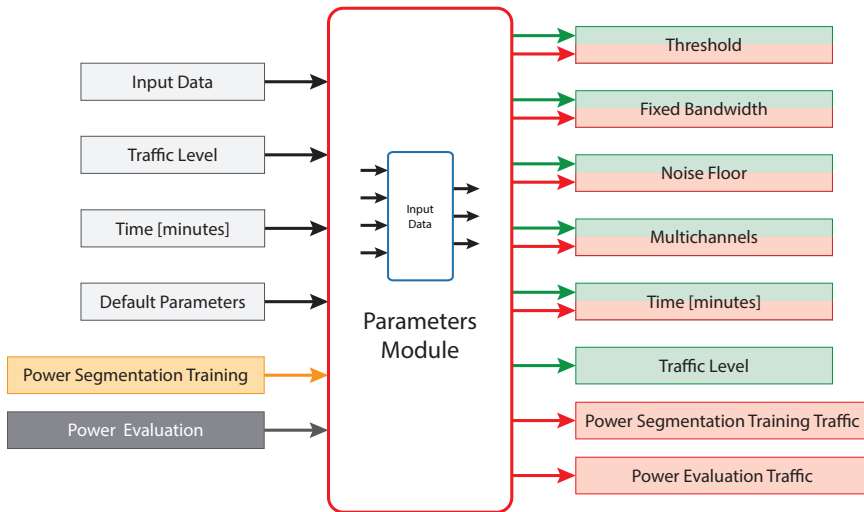 Input Data
Traffic Level
Time [minutes]
Default Parameters
Power Segmentation Training
Power Evaluation
Input
Data
Parameters
Module
Threshold
Fixed Bandwidth
Noise Floor
Multichannels
Time [minutes]
Traffic Level
Power Segmentation Training Traffic
Power Evaluation Traffic